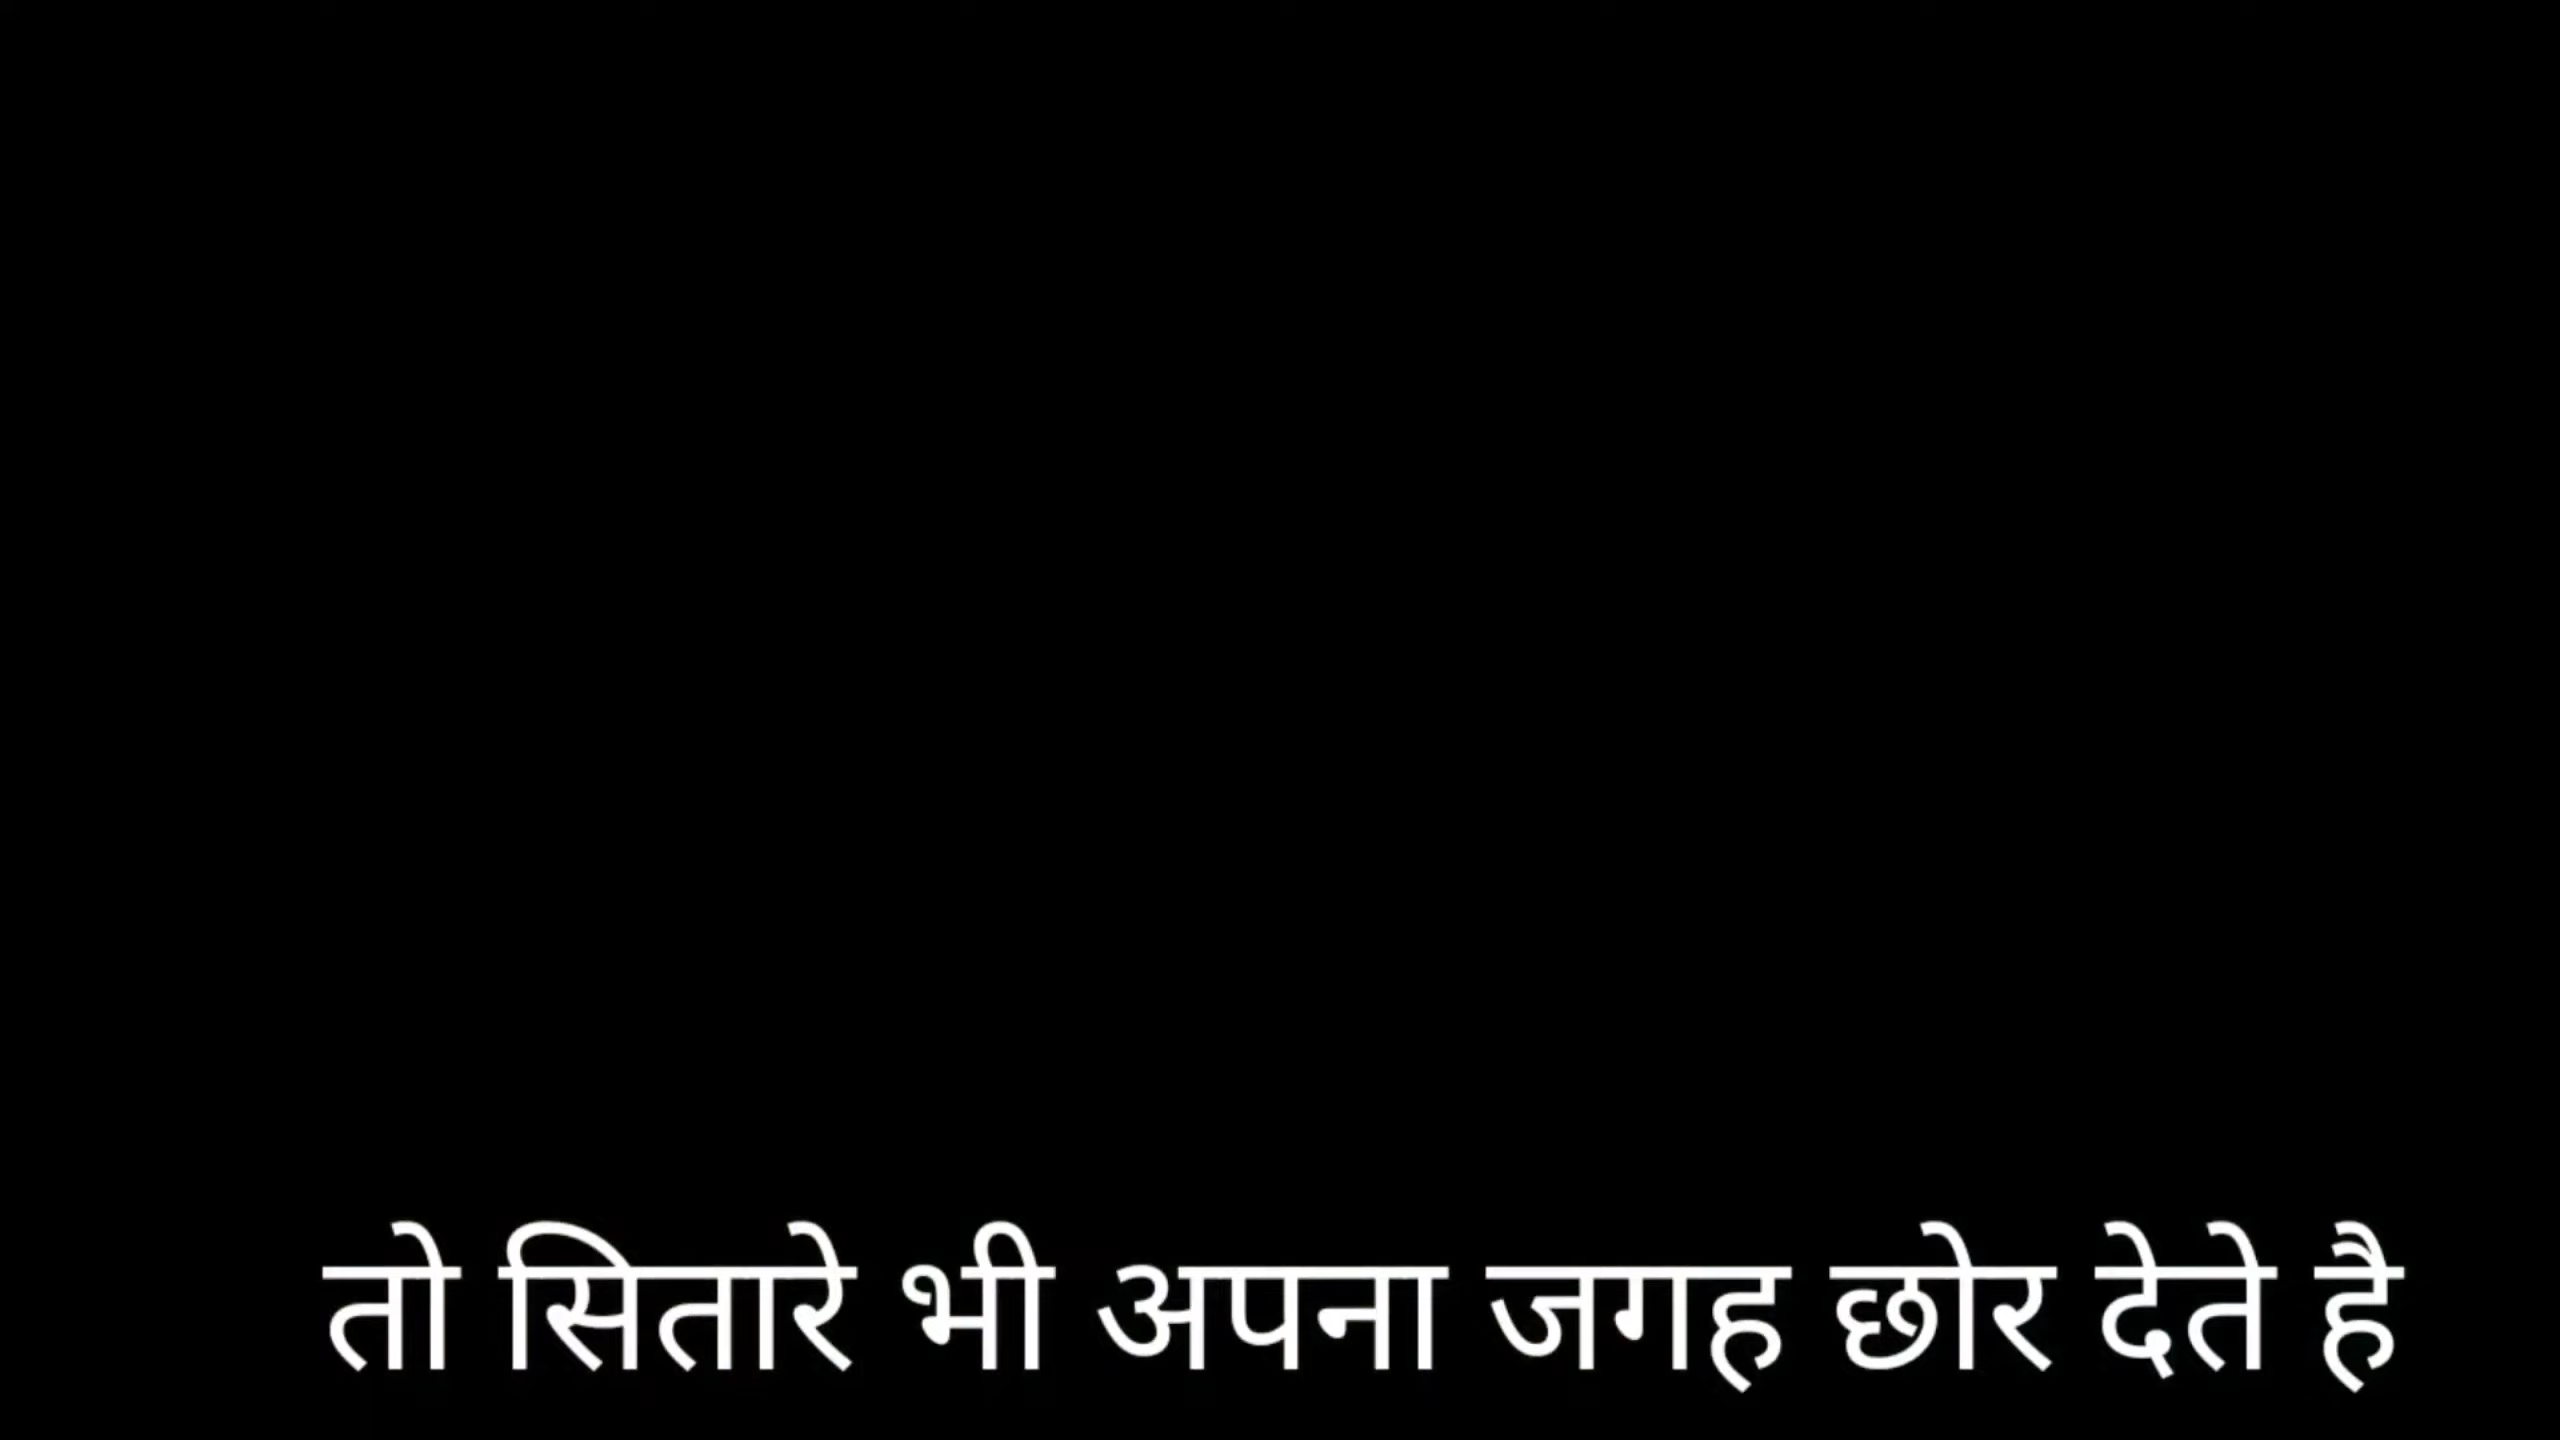 तो सितारे भी अपना जगह छोर देते है